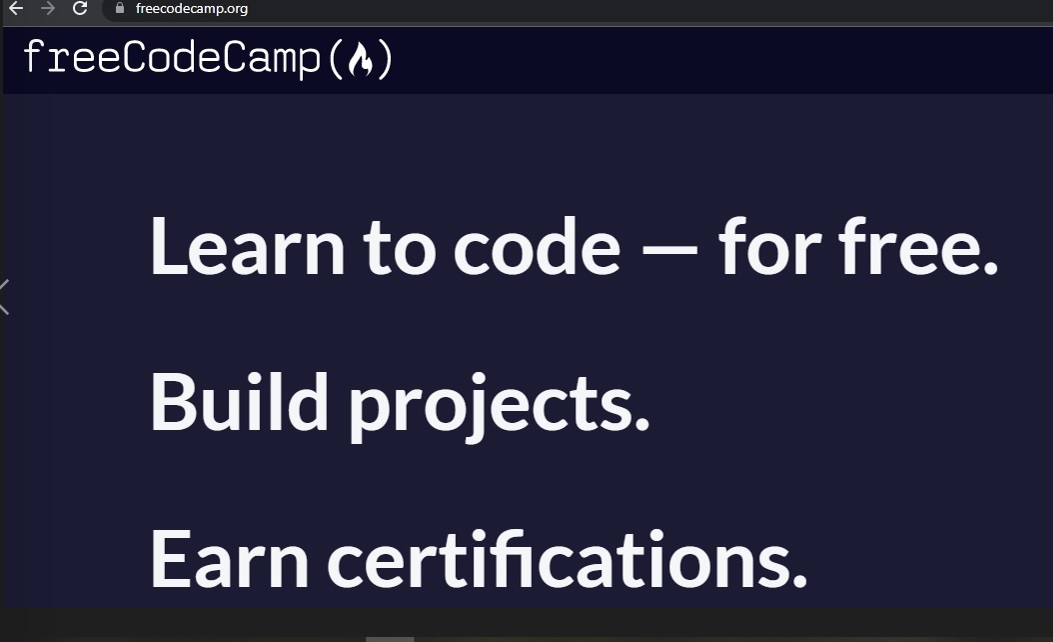 freecodecamp.org
freeCodeCamp()
Learn to code — for free.
Build projects.
Earn certifications.